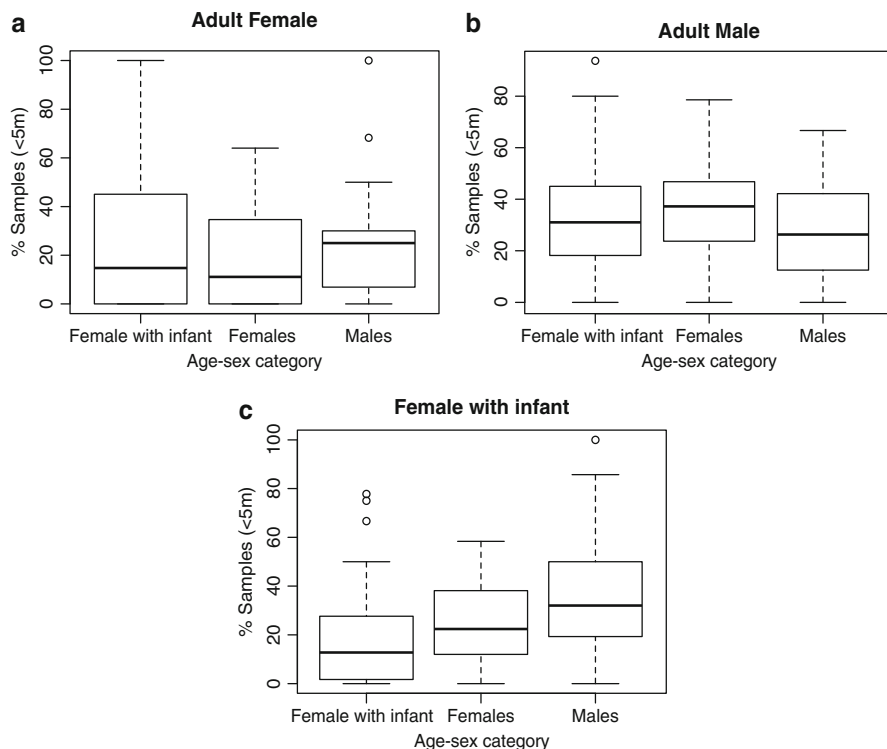 a
Adult Female
% Samples (<5m)
100
80
60
40
20
0
Female with infant Females Males
Age-sex category
b
Adult Male
% Samples (<5m)
80
60
40
20
0
Female with infant Females Males
Age-sex category
c
Female with infant
% Samples (<5m)
100
80
60
40
20
0
Female with infant Females Males
Age-sex category